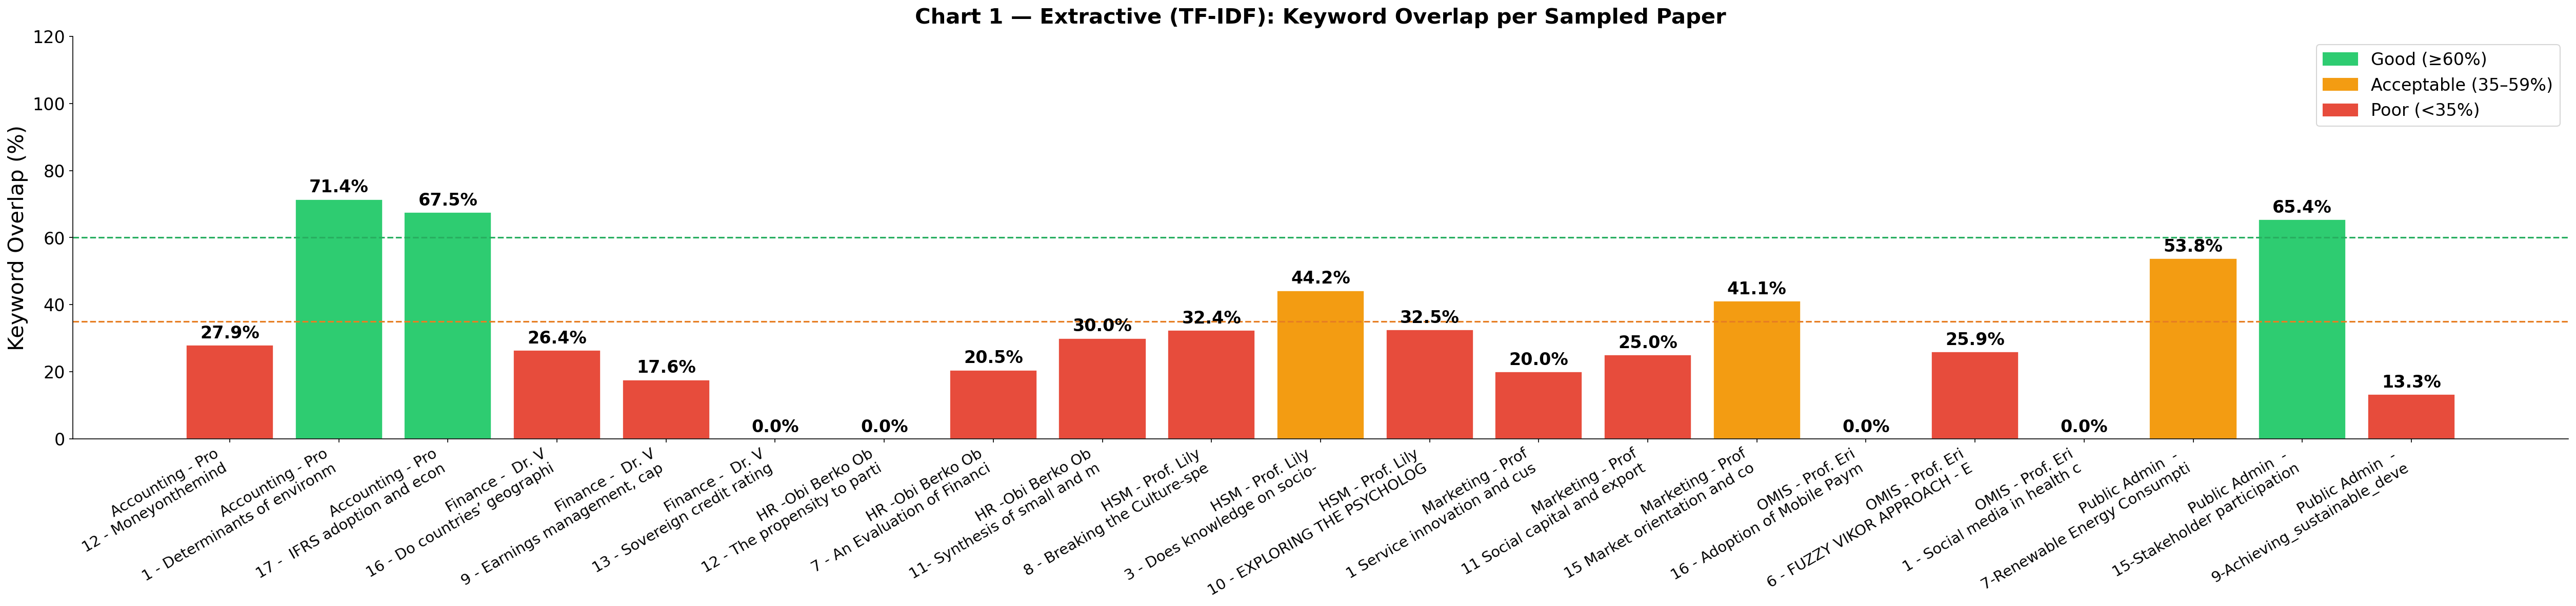 Chart 1 — Extractive (TF-IDF): Keyword Overlap per Sampled Paper
Keyword Overlap (%)
120
100
80
60
40
20
0
Good (≥60%)
Acceptable (35–59%)
Poor (<35%)
27.9%
71.4%
67.5%
26.4%
17.6%
0.0%
0.0%
20.5%
30.0%
32.4%
44.2%
32.5%
20.0%
25.0%
41.1%
0.0%
25.9%
0.0%
53.8%
65.4%
13.3%
Accounting - Pro
12 - Meyonthemind
Accounting - Pro
1 - Determinants of environm
Accounting - Pro
17 - IFRS adoption and econ
Finance - Dr. V
16 - Do countries’ geographi
Finance - Dr. V
9 - Earnings management, cap
Finance - Dr. V
13 - Sovereign credit rating
HR -Obi Berko Ob
12 - The propensity to parti
HR -Obi Berko Ob
7 - An Evaluation of Financi
HR -Obi Berko Ob
11- Synthesis of small and m
HSM - Prof. Lily
8 - Breaking the Culture-spe
HSM - Prof. Lily
3 - Does knowledge on socio-
HSM - Prof. Lily
10 - EXPLORING THE PSYCHOLOG
Marketing - Prof
1 Service innovation and cus
Marketing - Prof
11 Social capital and export
Marketing - Prof
15 Market orientation and co
OMIS - Prof. Eri
16 - Adoption of Mobile Paym
OMIS - Prof. Eri
6 - FUZZY VIKOR APPROACH - E
OMIS - Prof. Eri
1 - Social media in health c
Public Admin -
7-Renewable Energy Consumpti
Public Admin -
15-Stakeholder participation
Public Admin -
9-Achieving_sustainable_deve